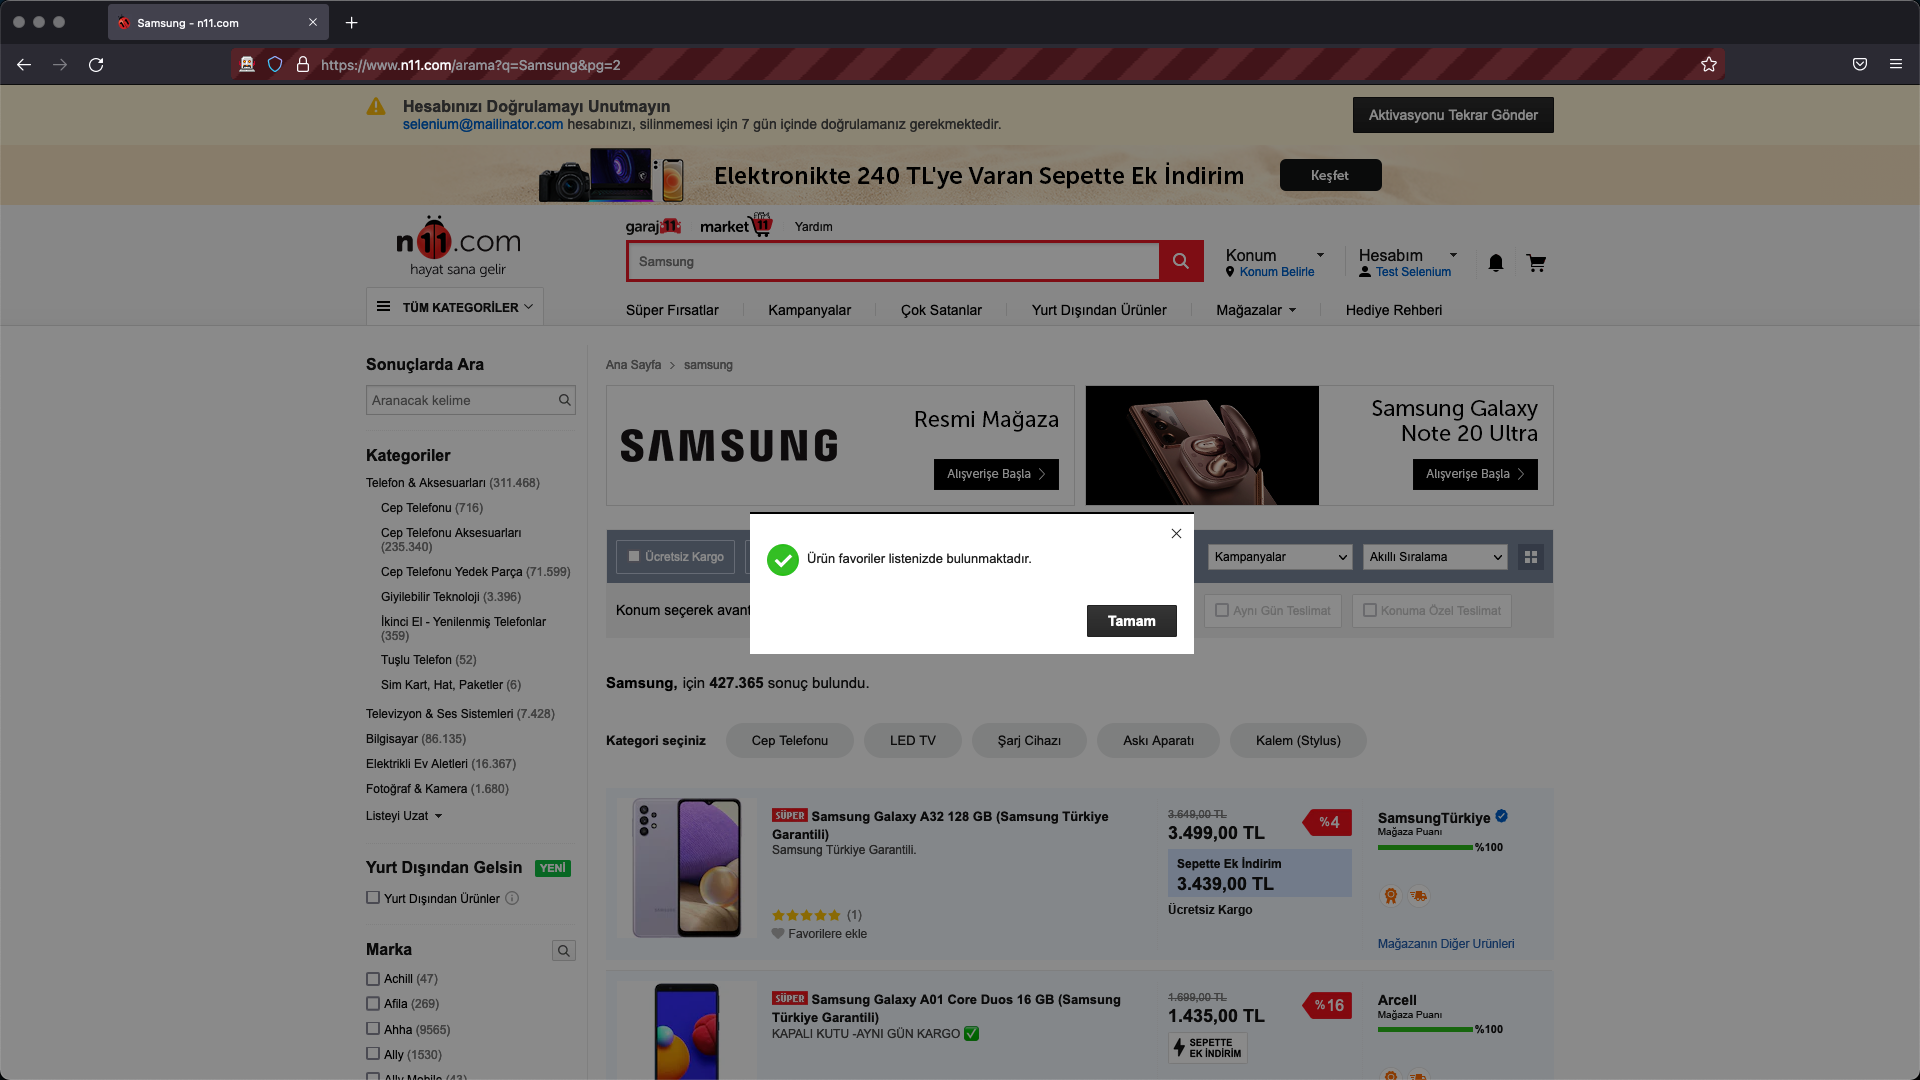 Samsung - n11.com
https://www.n11.com/arama?q=Samsung&pg=2
Hesabınızı Doğrulamayı Unutmayın
selenium@mailinator.com hesabınızı, silinmemesi için 7 gün içinde doğrulamanız gerekmektedir.
Aktivasyonu Tekrar Gönder
Elektronikte 240 TL'ye Varan Sepette Ek İndirim
Keşfet
n11.com
hayat sana gelir
garaj11
market11
Yardım
Samsung
Konum
Konum Belirle
Hesabım
Test Selenium
TÜM KATEGORİLER
Süper Fırsatlar
Kampanyalar
Çok Satanlar
Yurt Dışından Ürünler
Mağazalar
Hediye Rehberi
Sonuçlarda Ara
Aranacak kelime
Kategoriler
Telefon & Aksesuarları (311.468)
Cep Telefonu (716)
Cep Telefonu Aksesuarları
(235.340)
Cep Telefonu Yedek Parça (71.599)
Giyilebilir Teknoloji (3.396)
İkinci El - Yenilenmiş Telefonlar
(359)
Tuşlu Telefon (52)
Sim Kart, Hat, Paketler (6)
Televizyon & Ses Sistemleri (7.428)
Bilgisayar (86.135)
Elektrikli Ev Aletleri (16.367)
Fotoğraf & Kamera (1.680)
Listeyi Uzat
Yurt Dışından Gelsin YENİ
Yurt Dışından Ürünler
Marka
Achill (47)
Afila (269)
Ahha (9565)
Ally (1530)
Ally Mobile (43)
Ana Sayfa > samsung
SAMSUNG
Resmi Mağaza
Alışverişe Başla
Samsung Galaxy
Note 20 Ultra
Alışverişe Başla
Ücretsiz Kargo
Kampanyalar
Akıllı Sıralama
Konum seçerek avant
Aynı Gün Teslimat
Konuma Özel Teslimat
Ürün favoriler listenizde bulunmaktadır.
Tamam
Samsung, için 427.365 sonuç bulundu.
Kategori seçiniz
Cep Telefonu
LED TV
Şarj Cihazı
Askı Aparatı
Kalem (Stylus)
SÜPER Samsung Galaxy A32 128 GB (Samsung Türkiye
Garantili)
Samsung Türkiye Garantili.
(1)
Favorilere ekle
3.649,00 TL
3.499,00 TL
%4
Sepette Ek İndirim
3.439,00 TL
Ücretsiz Kargo
SamsungTürkiye
Mağaza Puanı
%100
Mağazanın Diğer Ürünleri
SÜPER Samsung Galaxy A01 Core Duos 16 GB (Samsung
Türkiye Garantili)
KAPALI KUTU -AYNI GÜN KARGO ✅
1.699,00 TL
1.435,00 TL
%16
SEPETTE
EK İNDİRİM
Arcell
Mağaza Puanı
%100